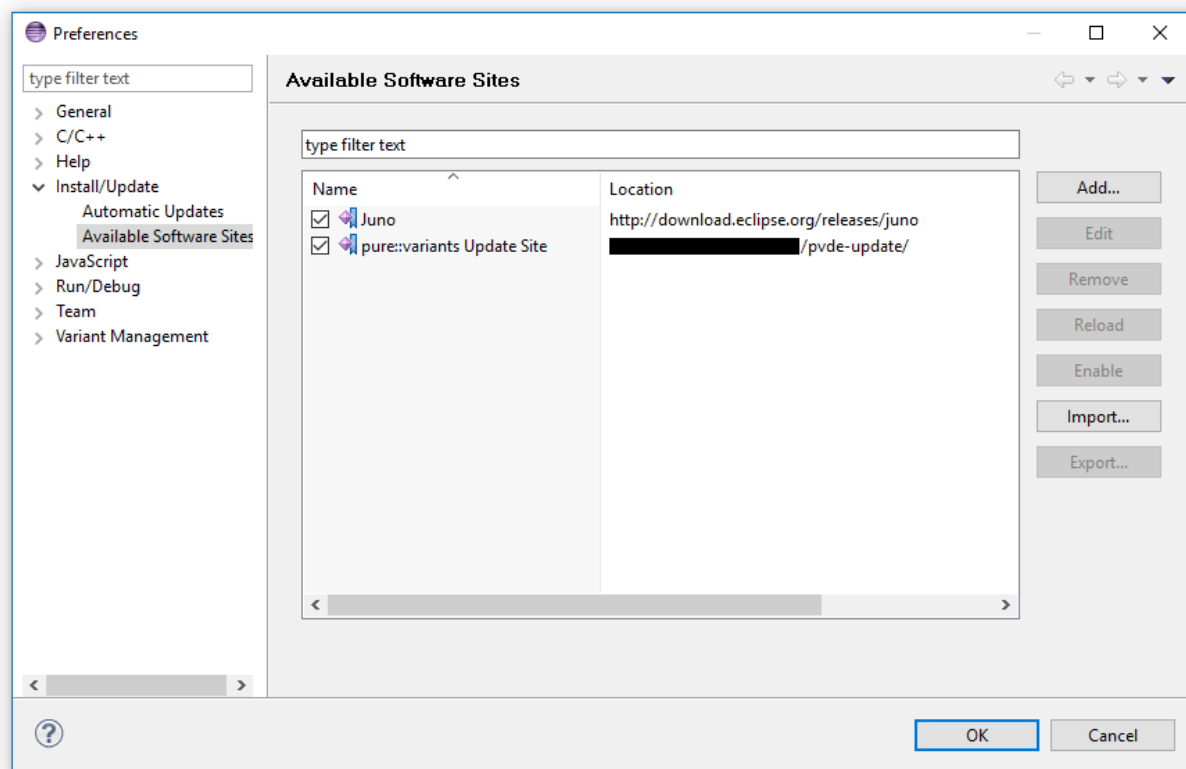 Preferences
type filter text
General
C/C++
Help
Install/Update
Automatic Updates
Available Software Sites
JavaScript
Run/Debug
Team
Variant Management
Available Software Sites
type filter text
Name Location
Juno http://download.eclipse.org/releases/juno
pure::variants Update Site /pvde-update/
Add...
Edit
Remove
Reload
Enable
Import...
Export...
?
OK Cancel